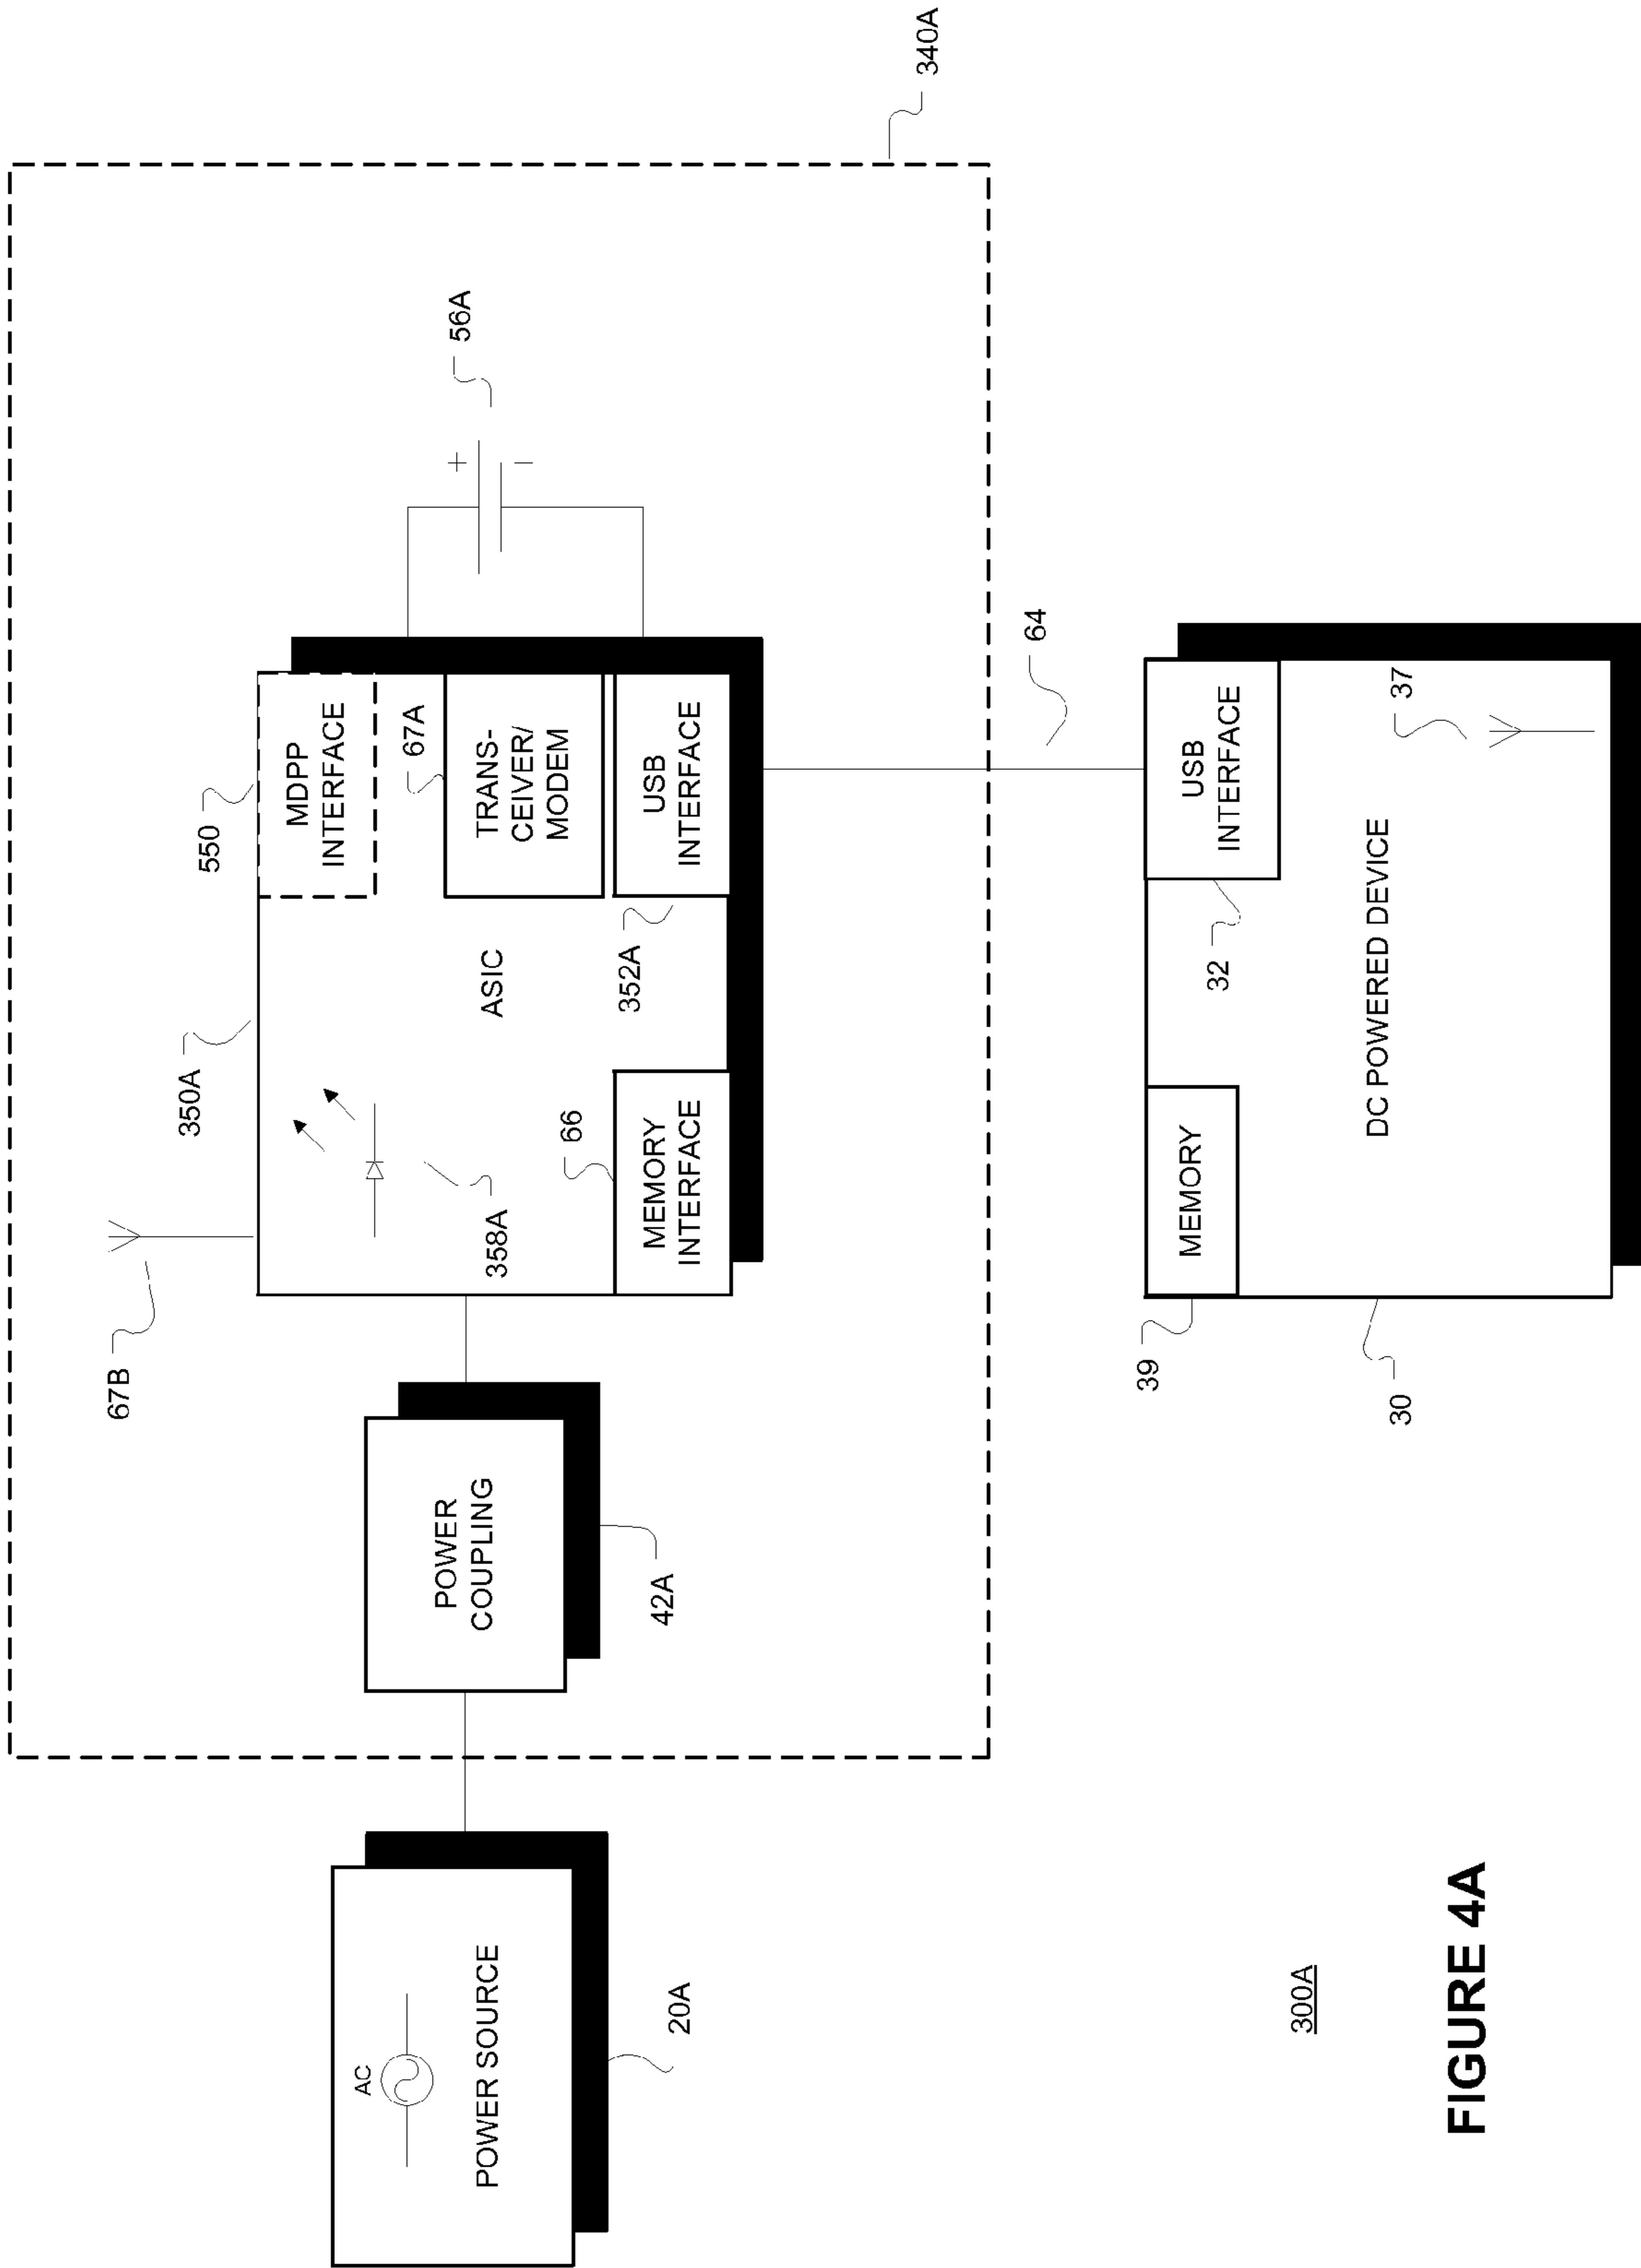 340A
56A
+
–
550
MDPP
INTERFACE
67A
TRANS-
CEIVER/
MODEM
USB
INTERFACE
352A
ASIC
350A
358A
66
MEMORY
INTERFACE
67B
POWER
COUPLING
42A
AC
POWER SOURCE
20A
64
USB
INTERFACE
32
37
DC POWERED DEVICE
MEMORY
39
30
300A
FIGURE 4A